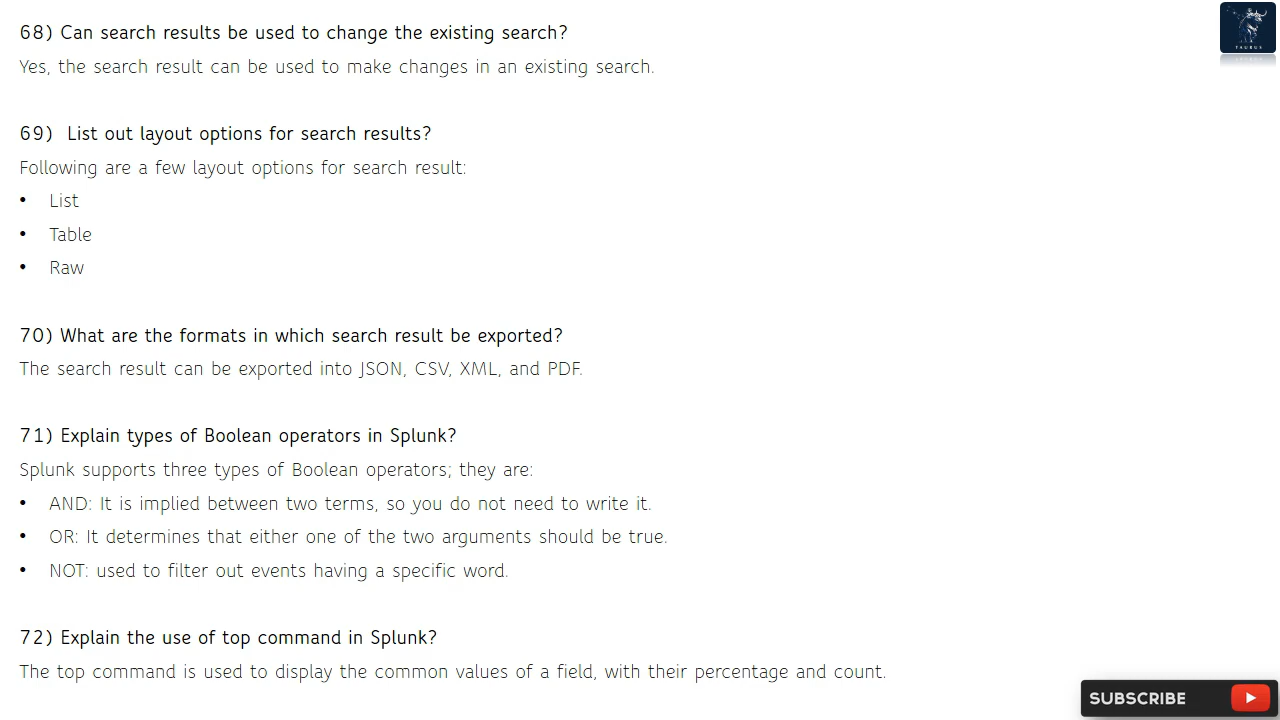 68) Can search results be used to change the existing search?
Yes, the search result can be used to make changes in an existing search.
69)  List out layout options for search results?
Following are a few layout options for search result:
• List
• Table
• Raw
70) What are the formats in which search result be exported?
The search result can be exported into JSON, CSV, XML, and PDF.
71) Explain types of Boolean operators in Splunk?
Splunk supports three types of Boolean operators; they are:
• AND: It is implied between two terms, so you do not need to write it.
• OR: It determines that either one of the two arguments should be true.
• NOT: used to filter out events having a specific word.
72) Explain the use of top command in Splunk?
The top command is used to display the common values of a field, with their percentage and count.
TAURUS
SUBSCRIBE